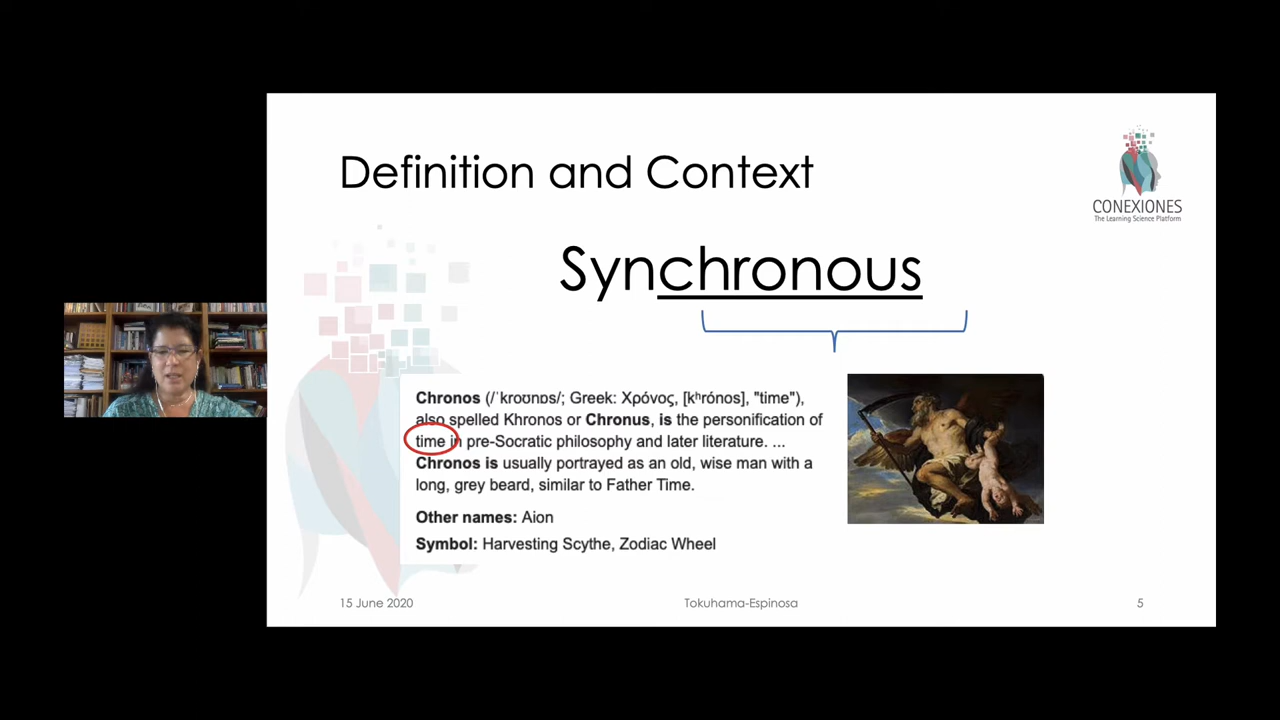 Definition and Context
CONEXIONES
The Learning Science Platform
Synchronous
Chronos (/ˈkroʊnɒs/; Greek: Χρόνος, [kʰrónos], "time"),
also spelled Khronos or Chronus, is the personification of
time in pre-Socratic philosophy and later literature. ...
Chronos is usually portrayed as an old, wise man with a
long, grey beard, similar to Father Time.
Other names: Aion
Symbol: Harvesting Scythe, Zodiac Wheel
15 June 2020
Tokuhama-Espinosa
5